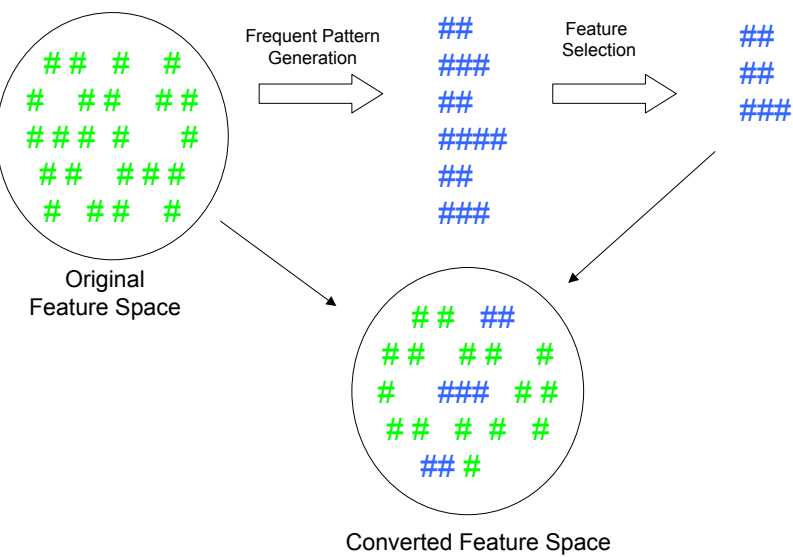 Frequent Pattern
Generation
Feature
Selection
# # # #
# # # # #
# # # # #
# # # # #
# # # #
##
###
##
####
##
###
##
##
###
Original
Feature Space
# # ##
# # # # #
# ### # #
# # # # #
## #
Converted Feature Space